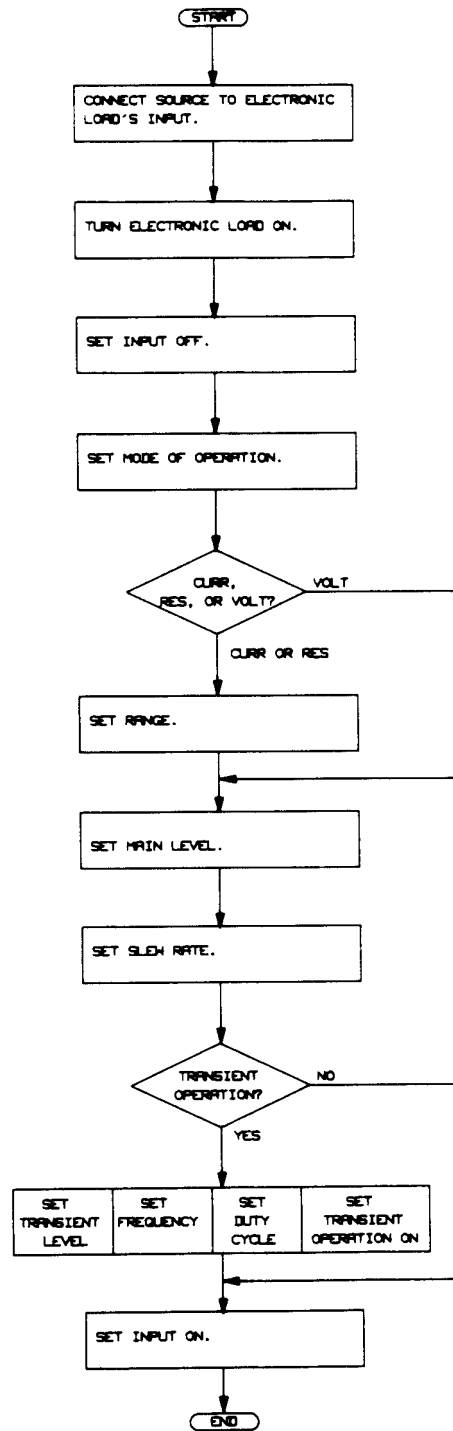 START
CONNECT SOURCE TO ELECTRONIC
LOAD'S INPUT.
TURN ELECTRONIC LOAD ON.
SET INPUT OFF.
SET MODE OF OPERATION.
CURR,
RES, OR VOLT?
VOLT
CURR OR RES
SET RANGE.
SET MAIN LEVEL.
SET SLEW RATE.
TRANSIENT
OPERATION?
NO
YES
SET
TRANSIENT
LEVEL
SET
FREQUENCY
SET
DUTY
CYCLE
SET
TRANSIENT
OPERATION ON
SET INPUT ON.
END